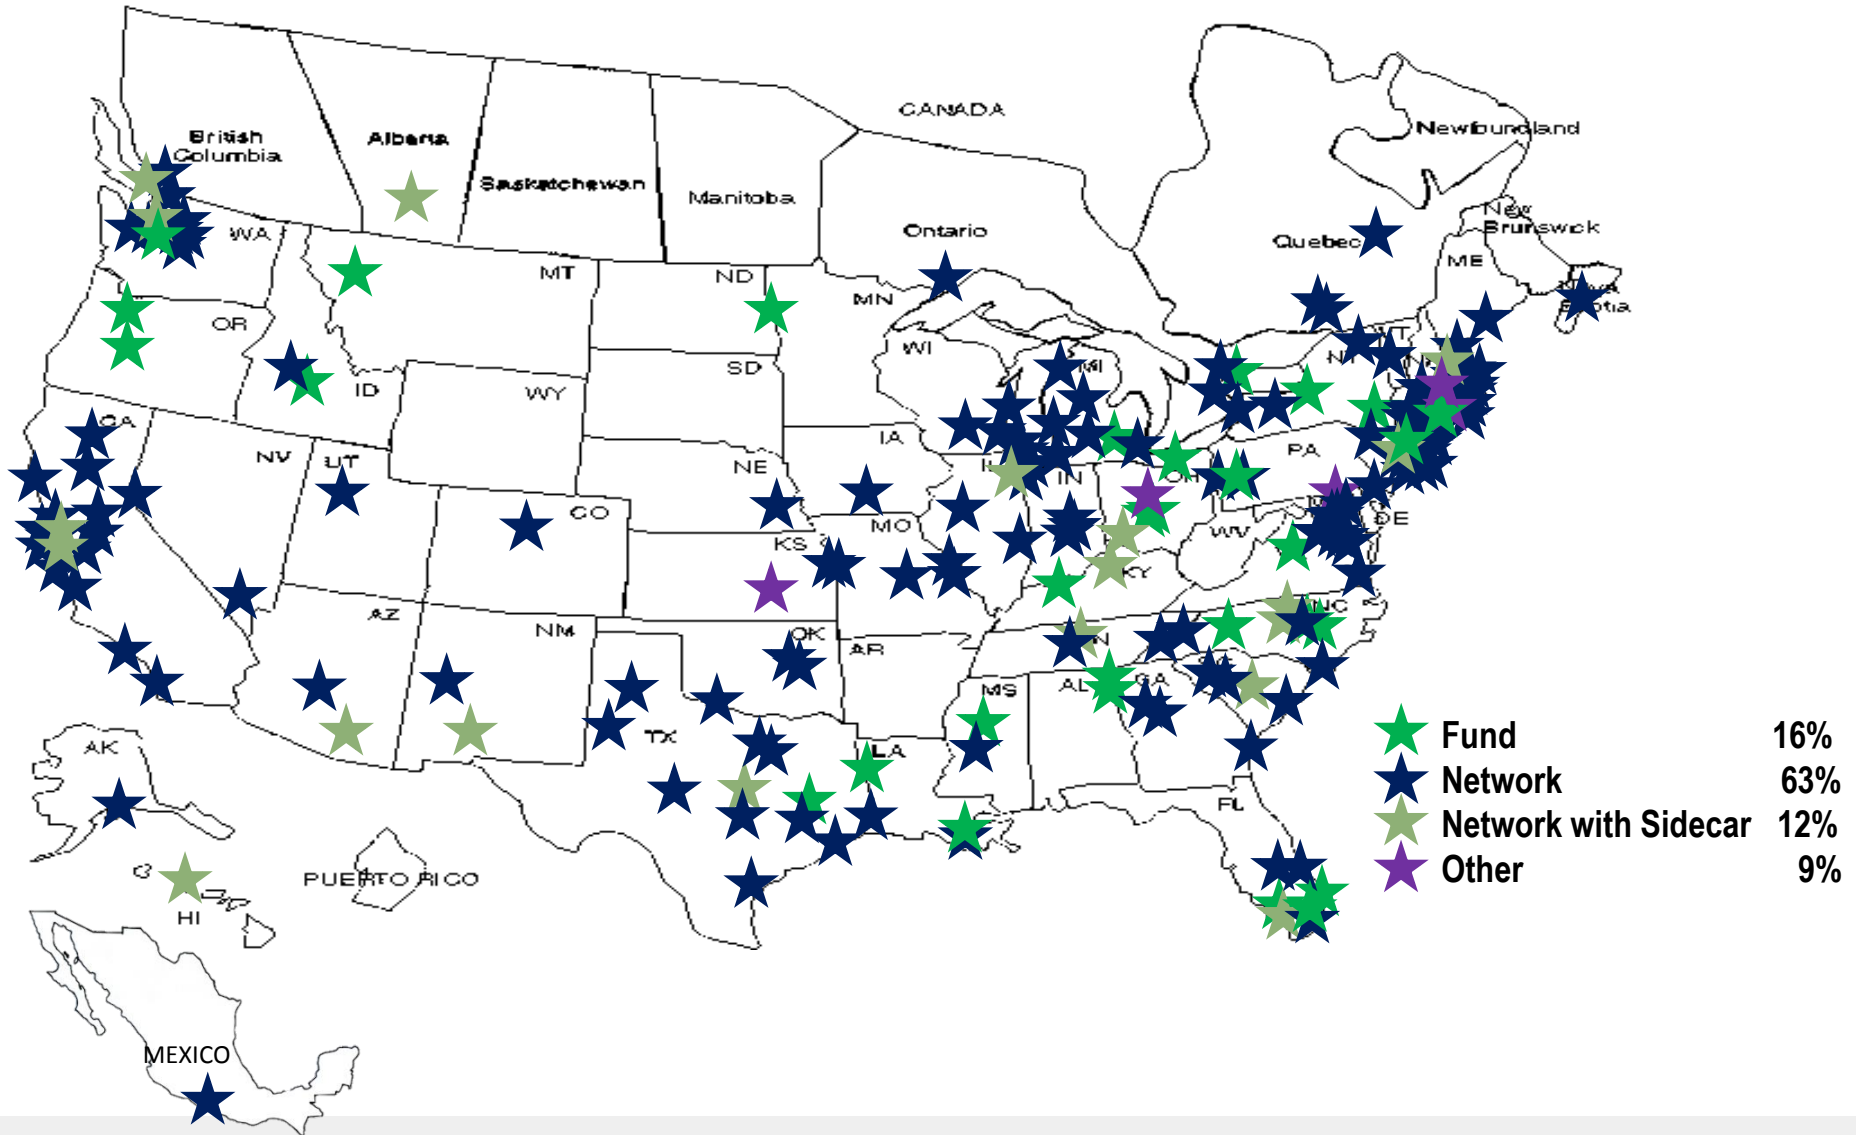 CANADA
Newfoundland
British
Columbia
Alberta
Saskatchewan
Manitoba
Ontario
Quebec
New
Brunswick
WA
MT
ND
MN
ME
OR
WI
MI
VT
SD
ID
WY
CA
IA
NV
UT
NE
IN
OH
PA
CO
MO
WV
DE
KS
KY
AZ
NM
OK
AR
NC
MS
AL
GA
TX
LA
AK
FL
Fund 16%
Network 63%
Network with Sidecar 12%
Other 9%
PUERTO RICO
HI
MEXICO